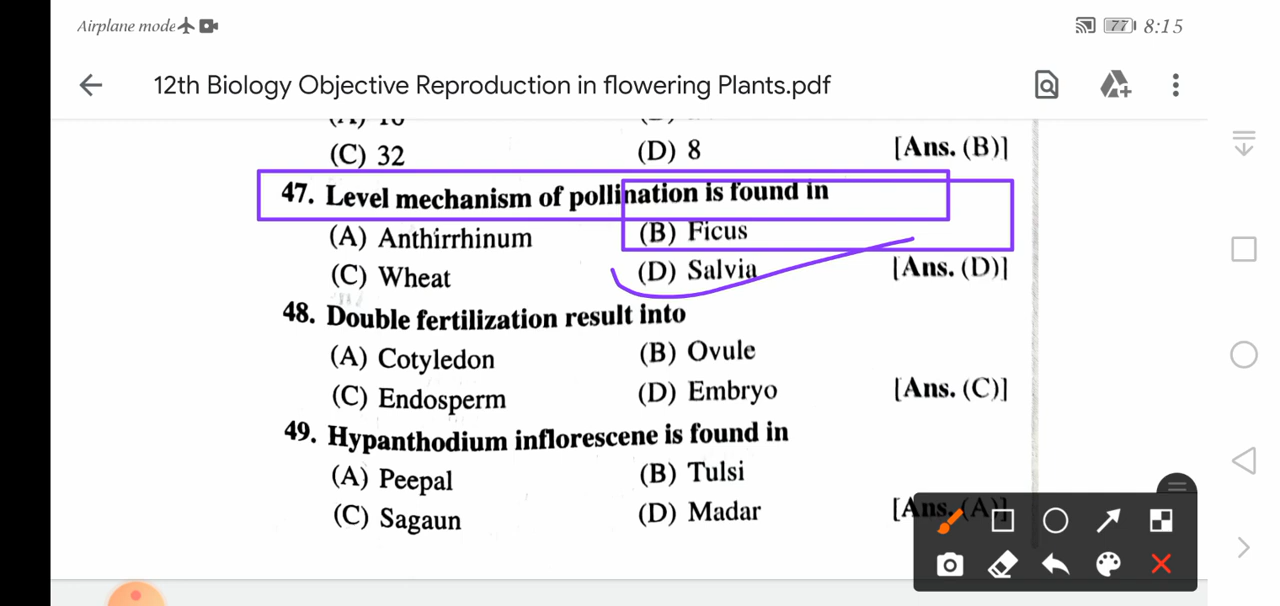 Airplane mode 77 8:15
12th Biology Objective Reproduction in flowering Plants.pdf
(C) 32 (D) 8 [Ans. (B)]
47. Level mechanism of pollination is found in
(A) Anthirrhinum (B) Ficus
(C) Wheat (D) Salvia [Ans. (D)]
48. Double fertilization result into
(A) Cotyledon (B) Ovule
(C) Endosperm (D) Embryo [Ans. (C)]
49. Hypanthodium inflorescene is found in
(A) Peepal (B) Tulsi
(C) Sagaun (D) Madar [Ans. (A)]